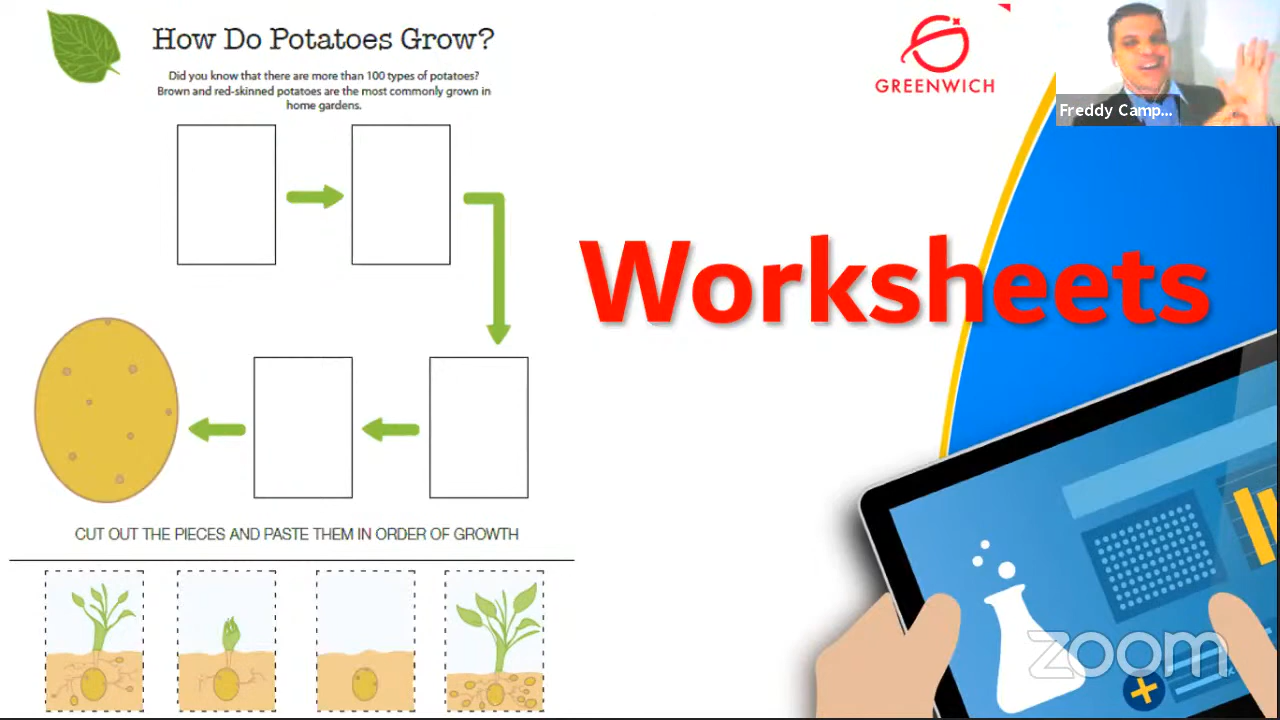 How Do Potatoes Grow?
Did you know that there are more than 100 types of potatoes?
Brown and red-skinned potatoes are the most commonly grown in
home gardens.
GREENWICH
Freddy Camp...
Worksheets
CUT OUT THE PIECES AND PASTE THEM IN ORDER OF GROWTH
zoom